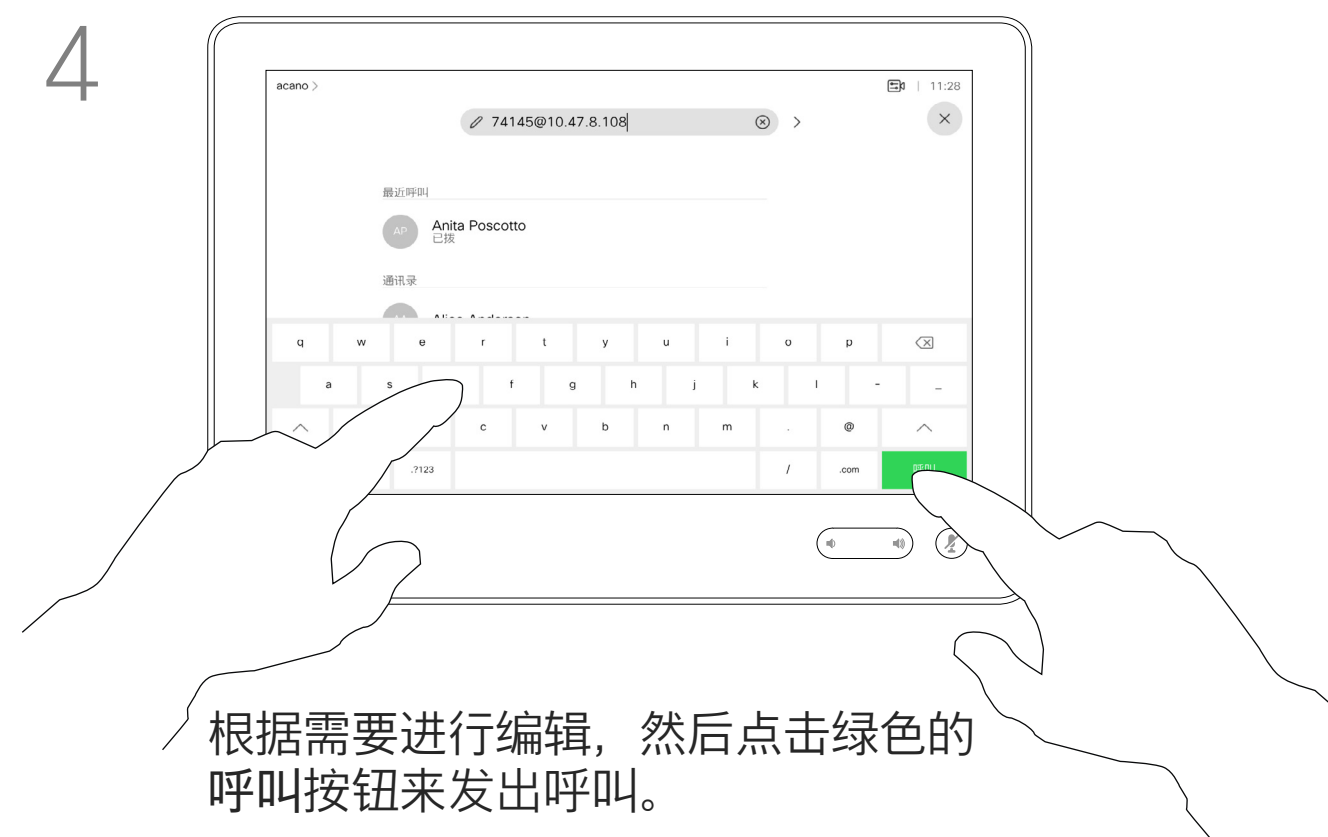 4
acano >
11:28
74145@10.47.8.108
最近呼叫
AP
Anita Poscotto
已拨
通讯录
q w e r t y u i o p
a s f g h j k l - _
c v b n m . @
.?123 / .com
根据需要进行编辑，然后点击绿色的
呼叫按钮来发出呼叫。